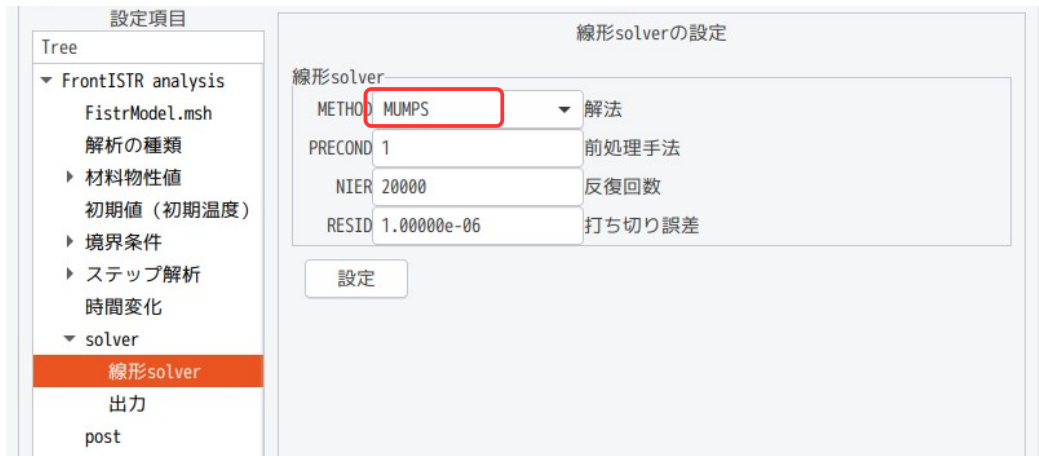 設定項目
Tree
FrontISTR analysis
FistrModel.msh
解析の種類
材料物性値
初期値（初期温度）
境界条件
ステップ解析
時間変化
solver
線形solver
出力
post
線形solverの設定
線形solver
METHOD MUMPS 解法
PRECOND 1 前処理手法
NIER 20000 反復回数
RESID 1.00000e-06 打ち切り誤差
設定